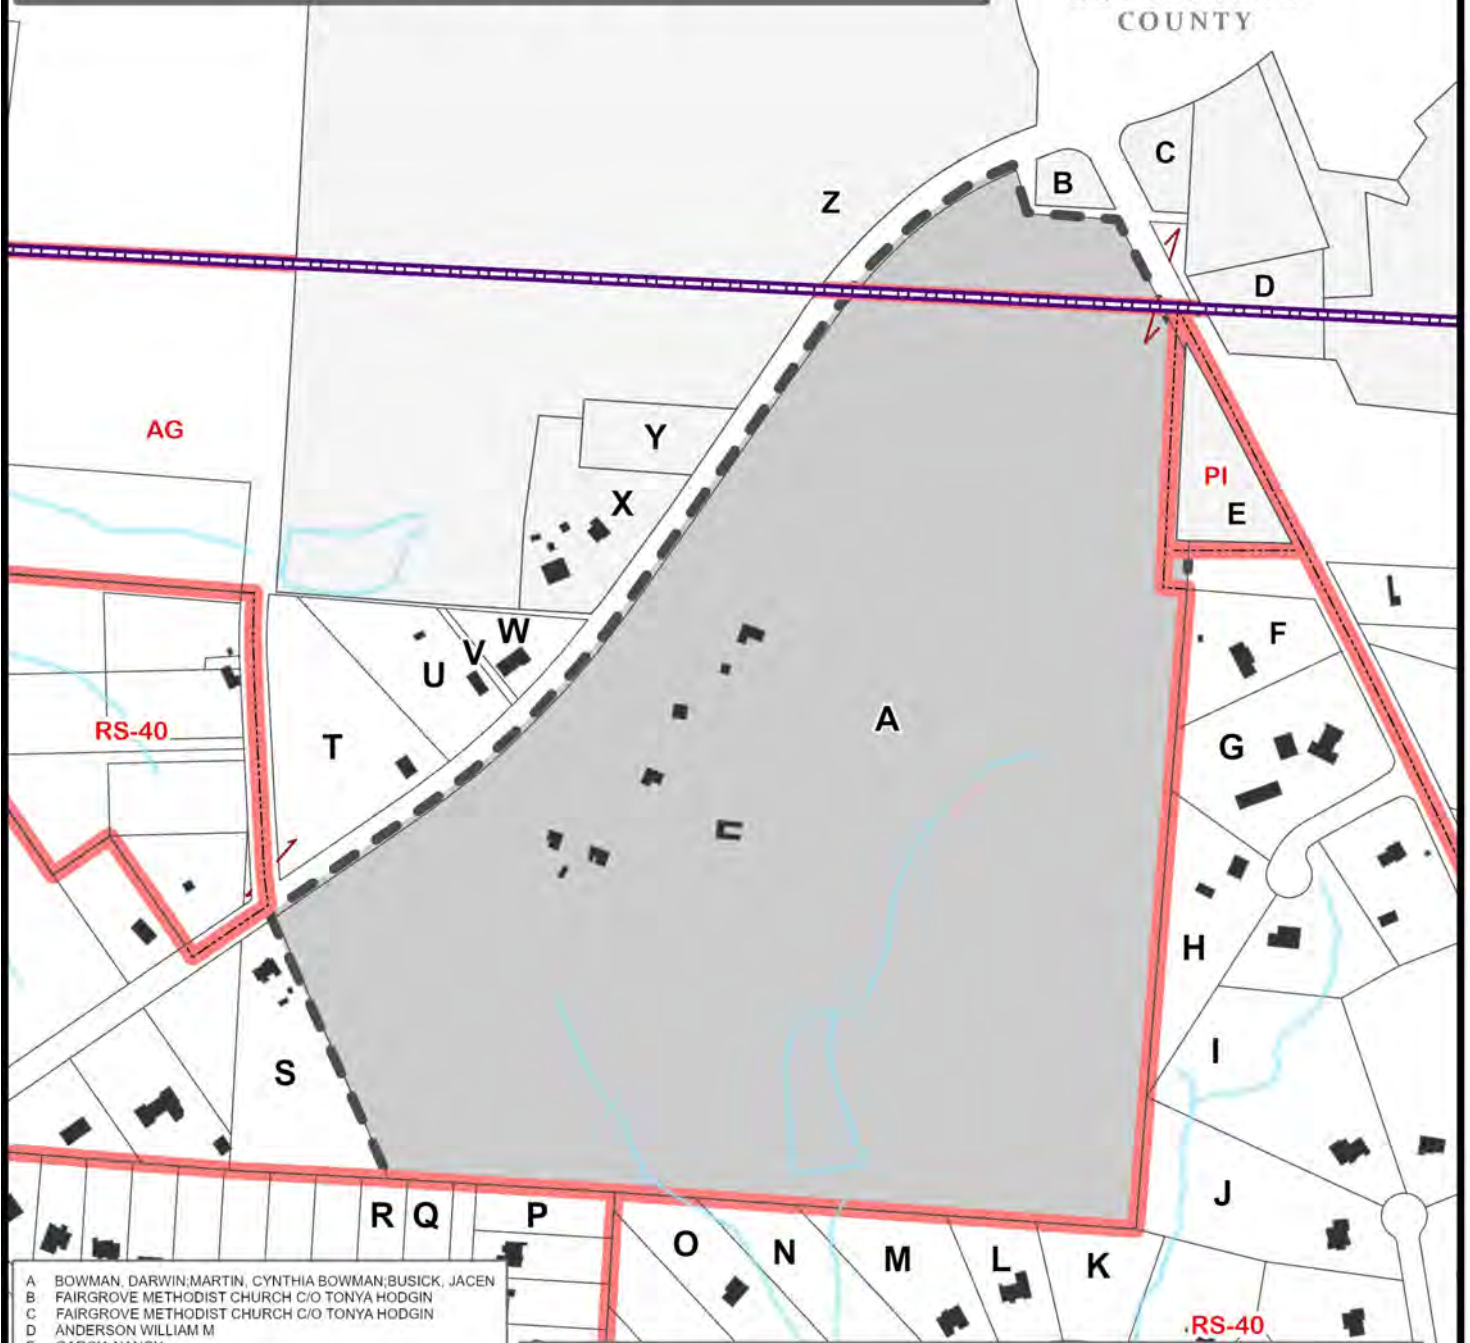 COUNTY
C
B
Z
D
AG
Y
PI
X
E
W
F
V
U
A
RS-40
T
G
H
I
S
J
R Q P
O N M L K
RS-40
A BOWMAN, DARWIN;MARTIN, CYNTHIA BOWMAN;BUSICK, JACEN
B FAIRGROVE METHODIST CHURCH C/O TONYA HODGIN
C FAIRGROVE METHODIST CHURCH C/O TONYA HODGIN
D ANDERSON WILLIAM M